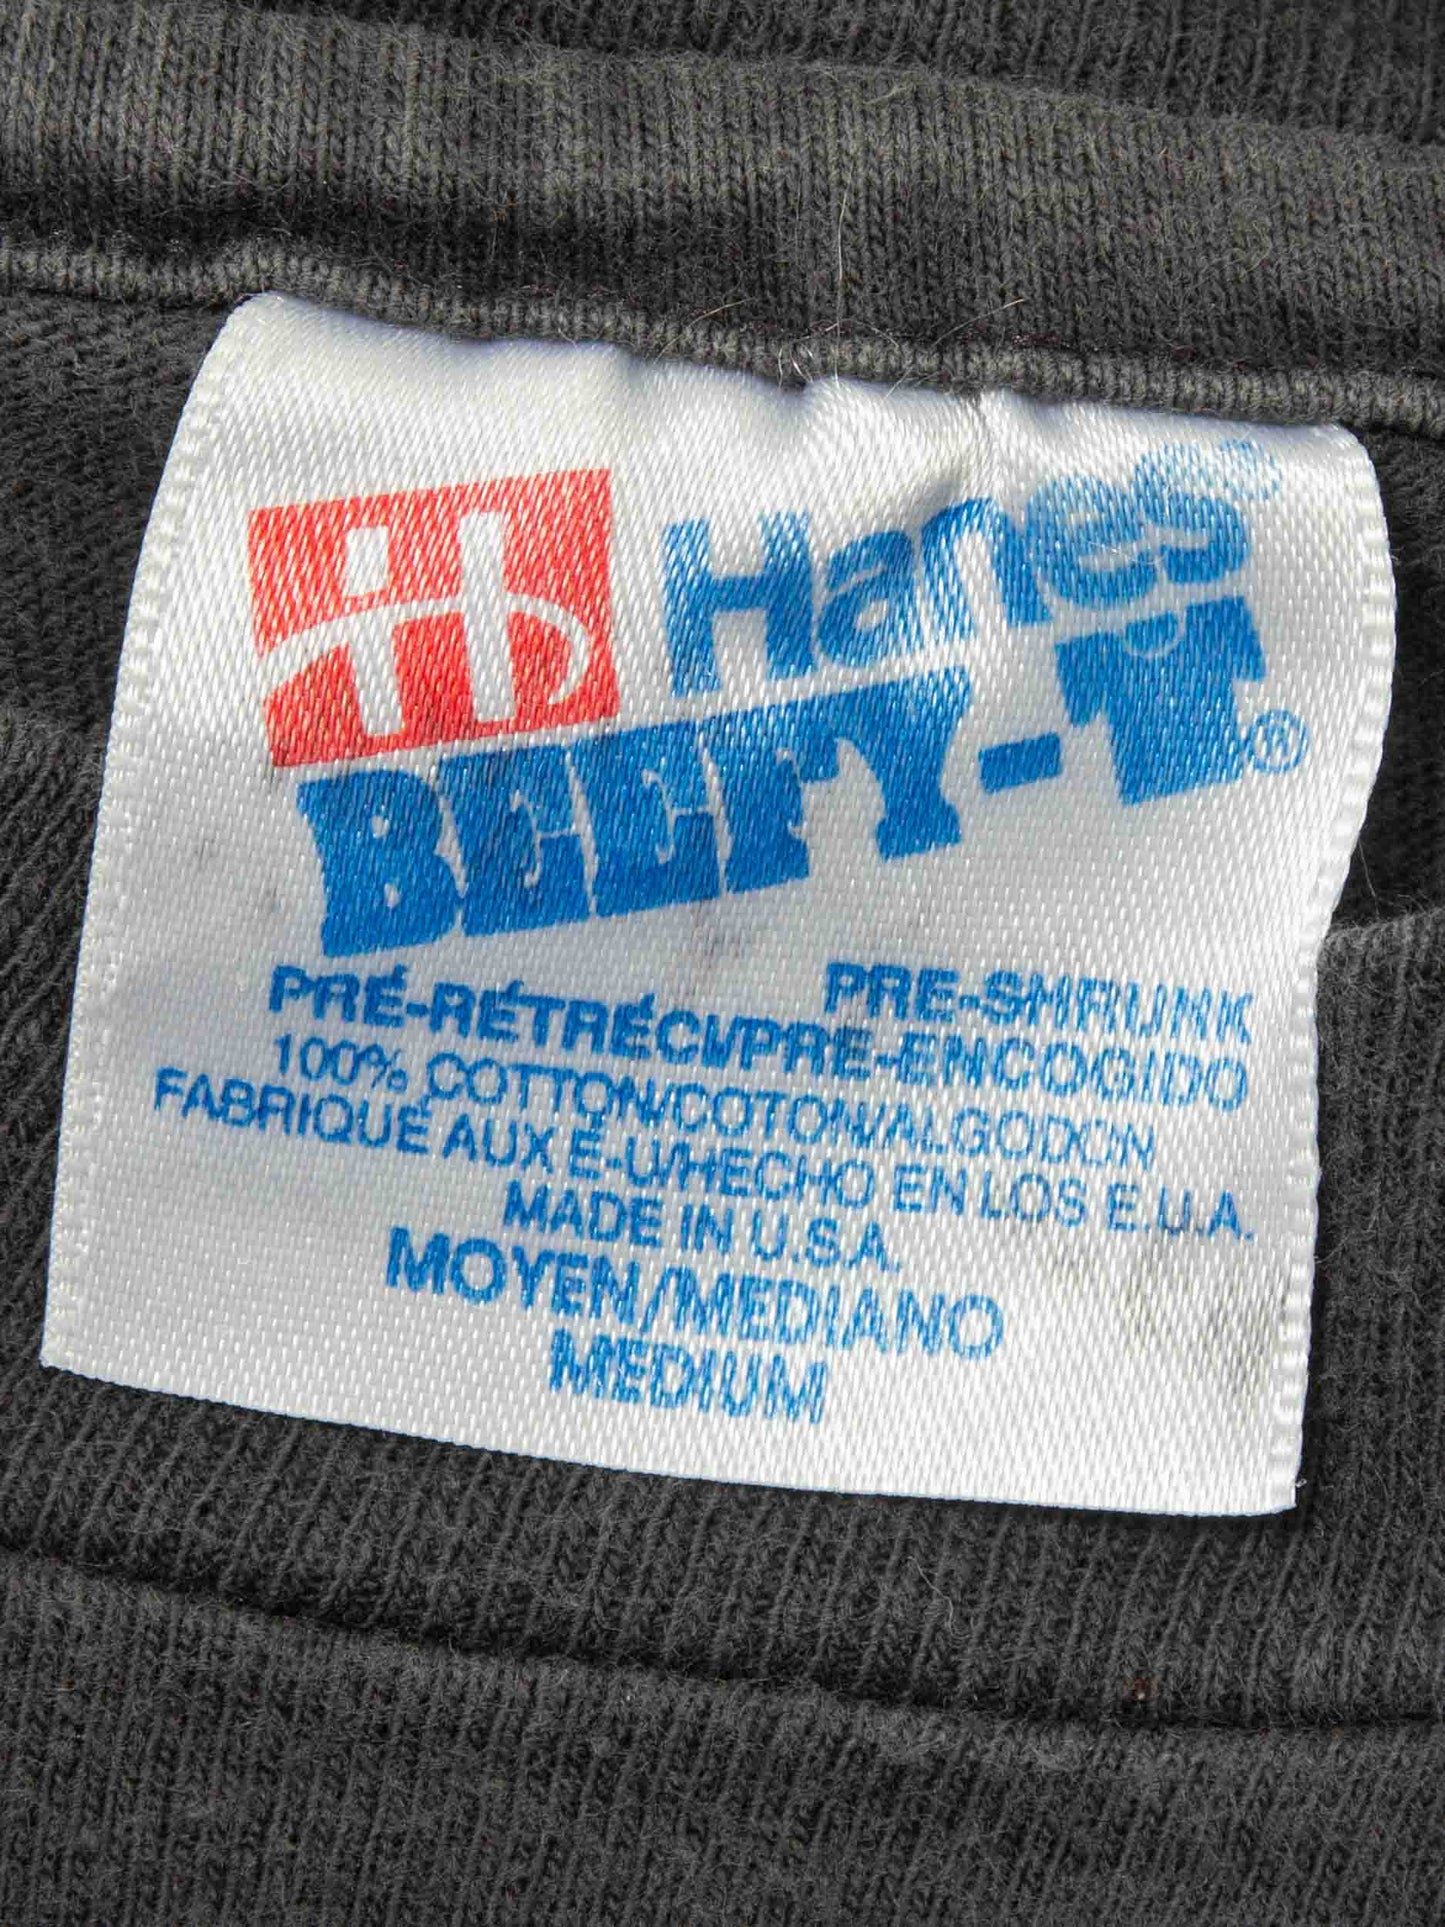 Hanes®
BEEFY-T®
PRE-SHRUNK
PRÉ-RÉTRÉCI/PRE-ENCOGIDO
100% COTTON/COTON/ALGODON
FABRIQUÉ AUX É-U/HECHO EN LOS E.U.A.
MADE IN U.S.A.
MOYEN/MEDIANO
MEDIUM